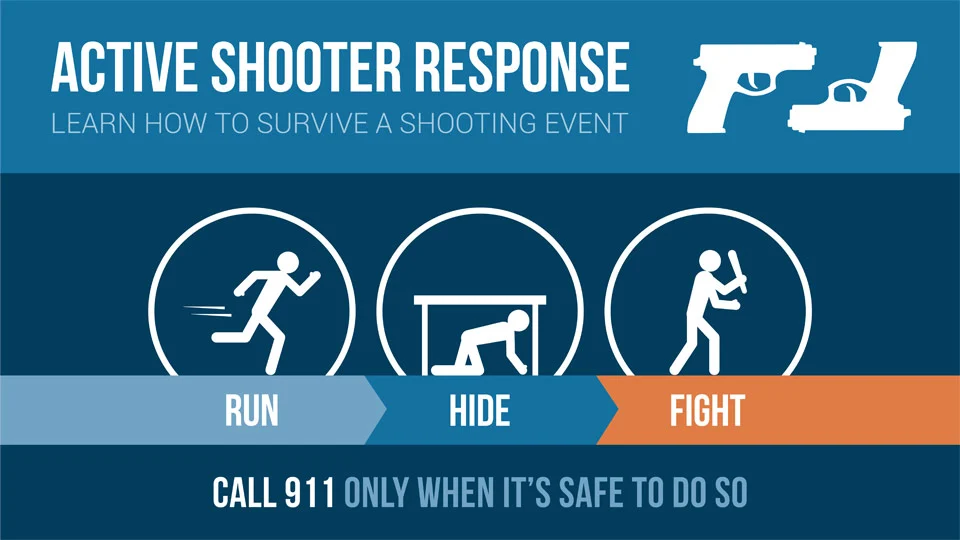 ACTIVE SHOOTER RESPONSE
LEARN HOW TO SURVIVE A SHOOTING EVENT
RUN
HIDE
FIGHT
CALL 911 ONLY WHEN IT'S SAFE TO DO SO